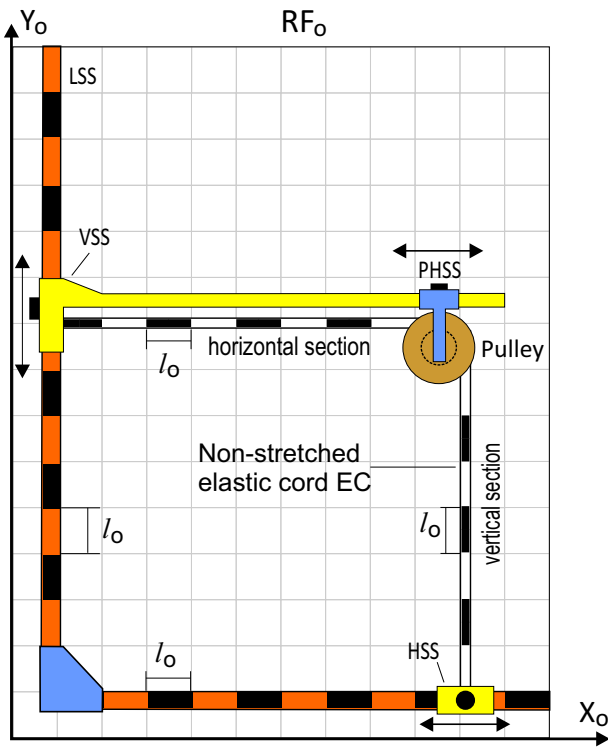 Yo
RFo
LSS
VSS
PHSS
Pulley
horizontal section
lo
Non-stretched
elastic cord EC
vertical section
lo
lo
lo
HSS
Xo